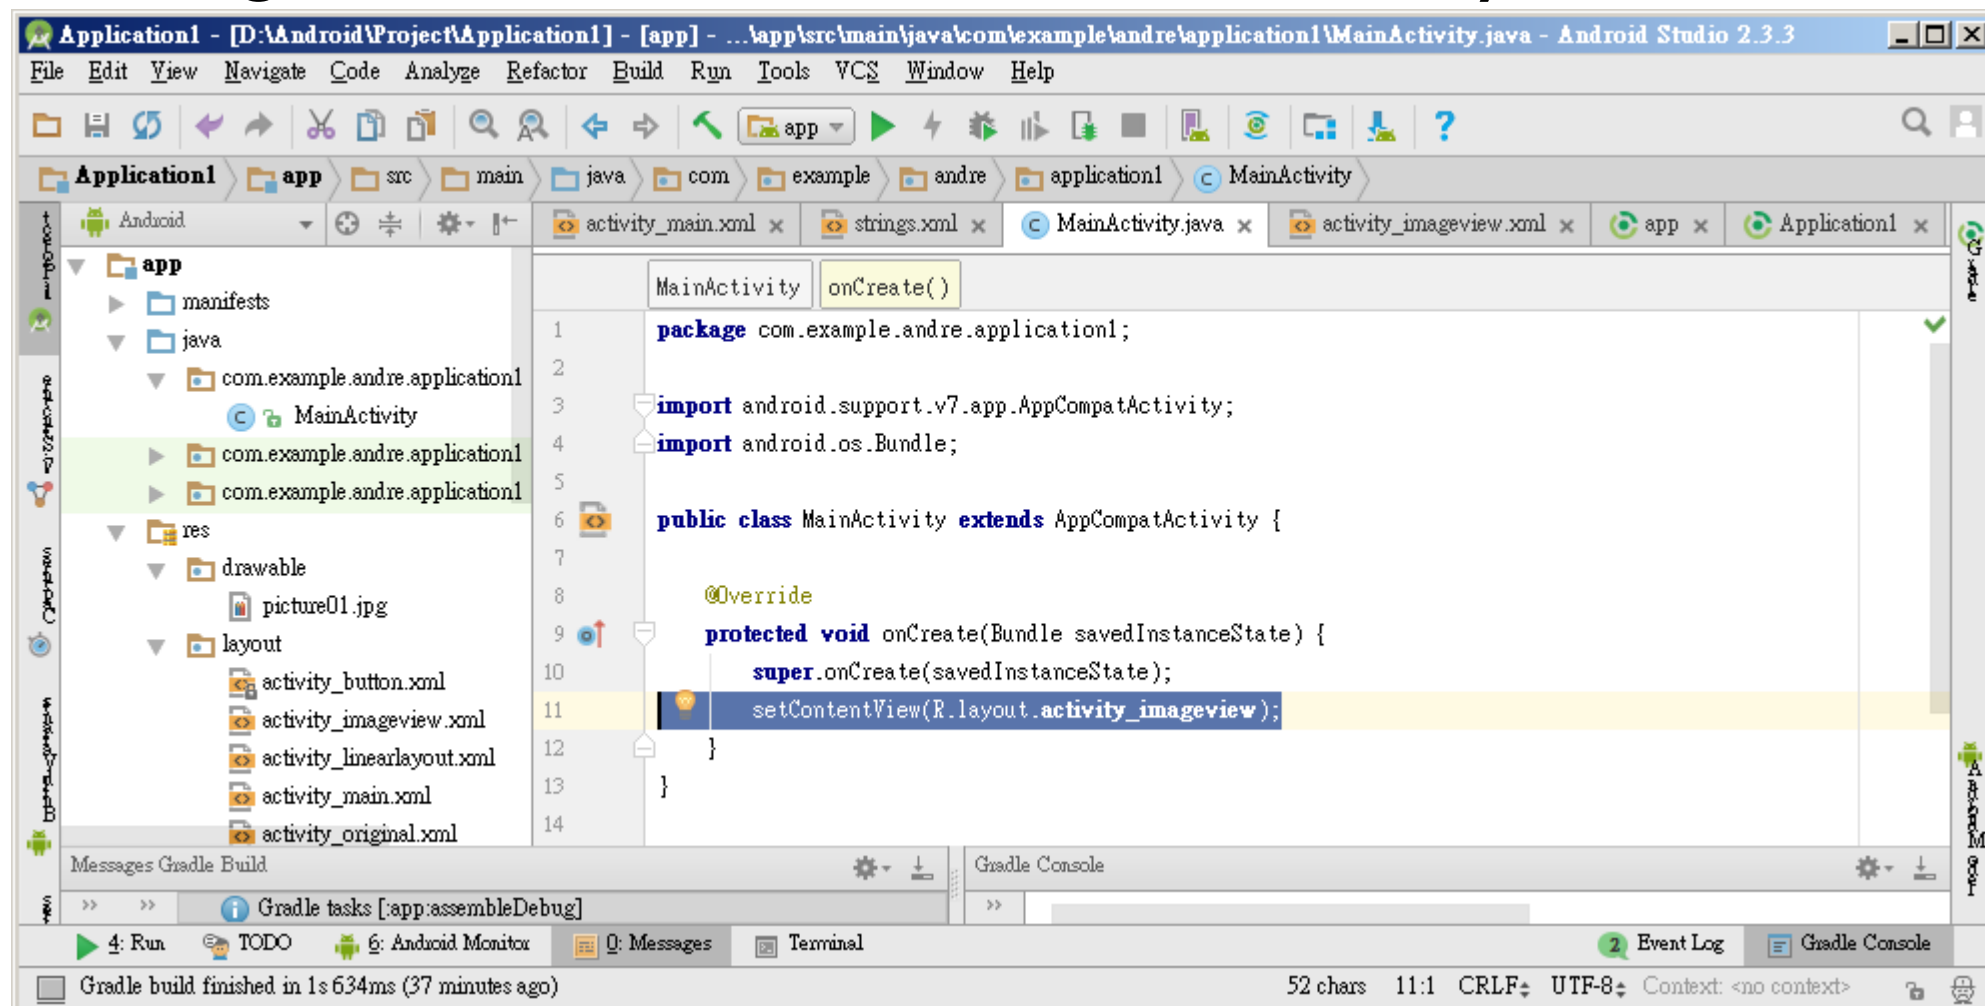 Application1 - [D:\Android\Project\Application1] - [app] - ...\app\src\main\java\com\example\andre\application1\MainActivity.java - Android Studio 2.3.3
File Edit View Navigate Code Analyze Refactor Build Run Tools VCS Window Help
app
Application1 app src main java com example andre application1 MainActivity
Android
activity_main.xml strings.xml MainActivity.java activity_imageview.xml app Application1
app
manifests
java
com.example.andre.application1
MainActivity
com.example.andre.application1
com.example.andre.application1
res
drawable
picture01.jpg
layout
activity_button.xml
activity_imageview.xml
activity_linearlayout.xml
activity_main.xml
activity_original.xml
MainActivity onCreate()
1 package com.example.andre.application1;
2
3 import android.support.v7.app.AppCompatActivity;
4 import android.os.Bundle;
5
6 public class MainActivity extends AppCompatActivity {
7
8 @Override
9 protected void onCreate(Bundle savedInstanceState) {
10 super.onCreate(savedInstanceState);
11 setContentView(R.layout.activity_imageview);
12 }
13 }
14
Messages Gradle Build
Gradle Console
Gradle tasks [:app:assembleDebug]
4: Run TODO 6: Android Monitor 0: Messages Terminal
2 Event Log Gradle Console
Gradle build finished in 1s 634ms (37 minutes ago)
52 chars 11:1 CRLF UTF-8 Context: <no context>